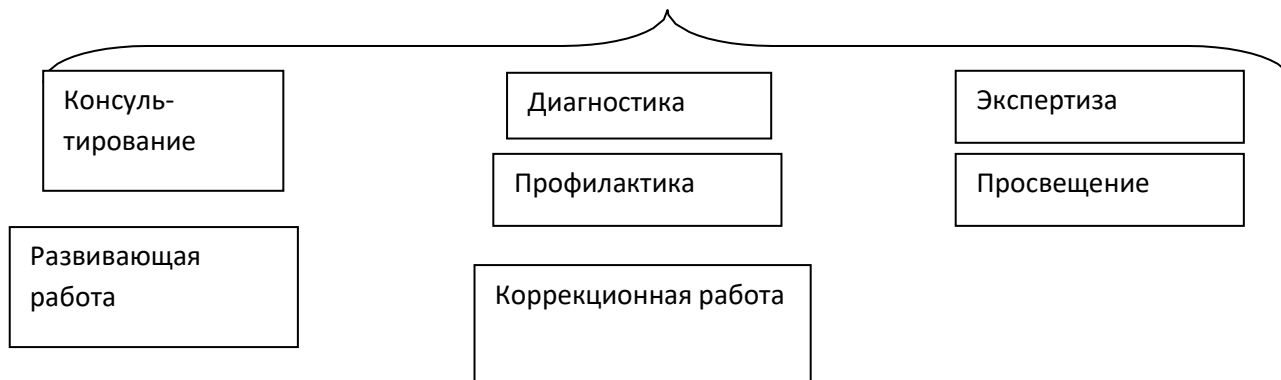 Консуль-
тирование
Диагностика
Экспертиза
Профилактика
Просвещение
Развивающая
работа
Коррекционная работа